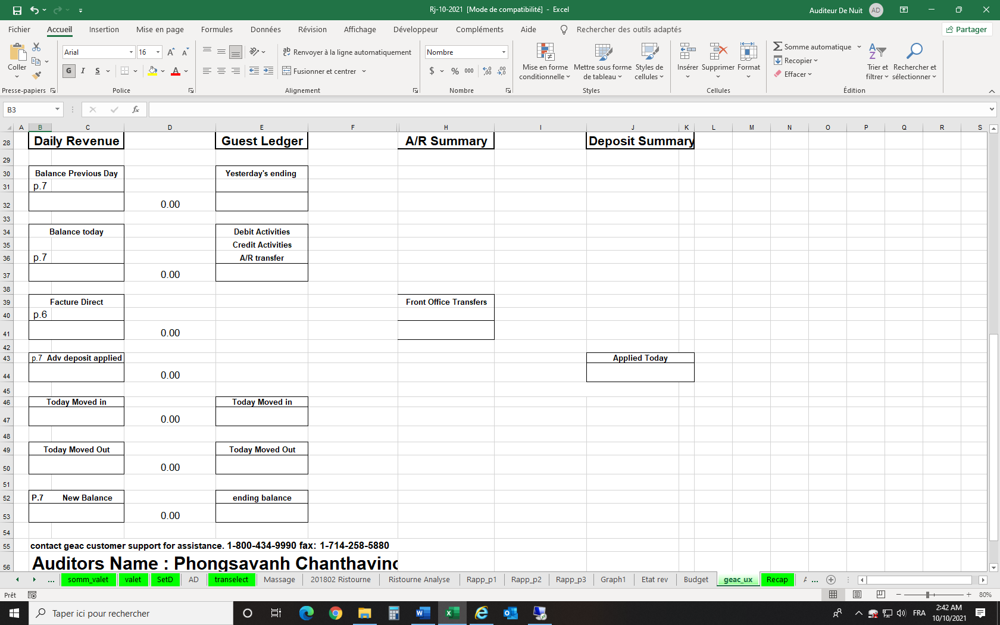 Rj-10-2021 [Mode de compatibilité] - Excel
Auditeur De Nuit AD
Fichier Accueil Insertion Mise en page Formules Données Révision Affichage Développeur Compléments Aide Rechercher des outils adaptés Partager
Coller
Presse-papiers
Arial 16
G I S A
Police
Renvoyer à la ligne automatiquement
Fusionner et centrer
Alignement
Nombre
$ % 000
Nombre
Mise en forme conditionnelle
Mettre sous forme de tableau
Styles de cellules
Styles
Insérer Supprimer Format
Cellules
Somme automatique
Recopier
Effacer
Trier et filtrer
Rechercher et sélectionner
Édition
B3 fx
A B C D E F H I J K L M N O P Q R S
28 Daily Revenue Guest Ledger A/R Summary Deposit Summary
29
30 Balance Previous Day Yesterday's ending
31 p.7
32 0.00
33
34 Balance today Debit Activities
35 Credit Activities
36 p.7 A/R transfer
37 0.00
38
39 Facture Direct Front Office Transfers
40 p.6
41 0.00
42
43 p.7 Adv deposit applied Applied Today
44 0.00
45
46 Today Moved in Today Moved in
47 0.00
48
49 Today Moved Out Today Moved Out
50 0.00
51
52 P.7 New Balance ending balance
53 0.00
54
55 contact geac customer support for assistance. 1-800-434-9990 fax: 1-714-258-5880
56 Auditors Name : Phongsavanh Chanthavinc
... somm_valet valet SetD AD transelect Massage 201802 Ristourne Ristourne Analyse Rapp_p1 Rapp_p2 Rapp_p3 Graph1 Etat rev Budget geac_ux Recap ...
Prêt 80%
Taper ici pour rechercher
FRA
2:42 AM
10/10/2021